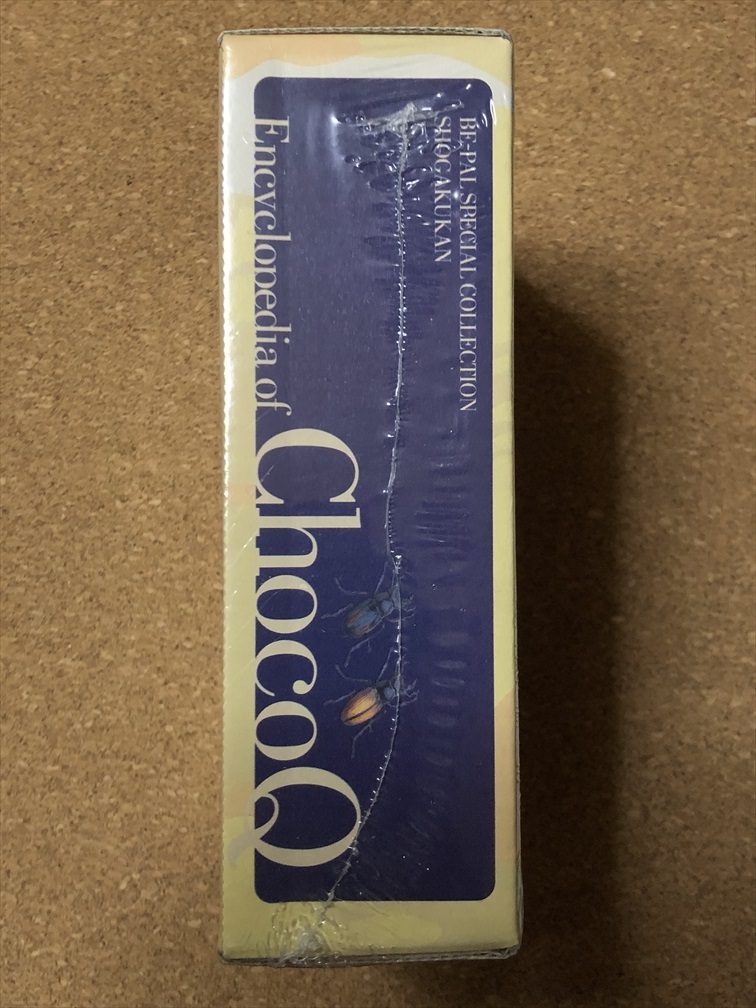 BE-PAL SPECIAL COLLECTION
SHOGAKUKAN
Encyclopedia of ChocoQ